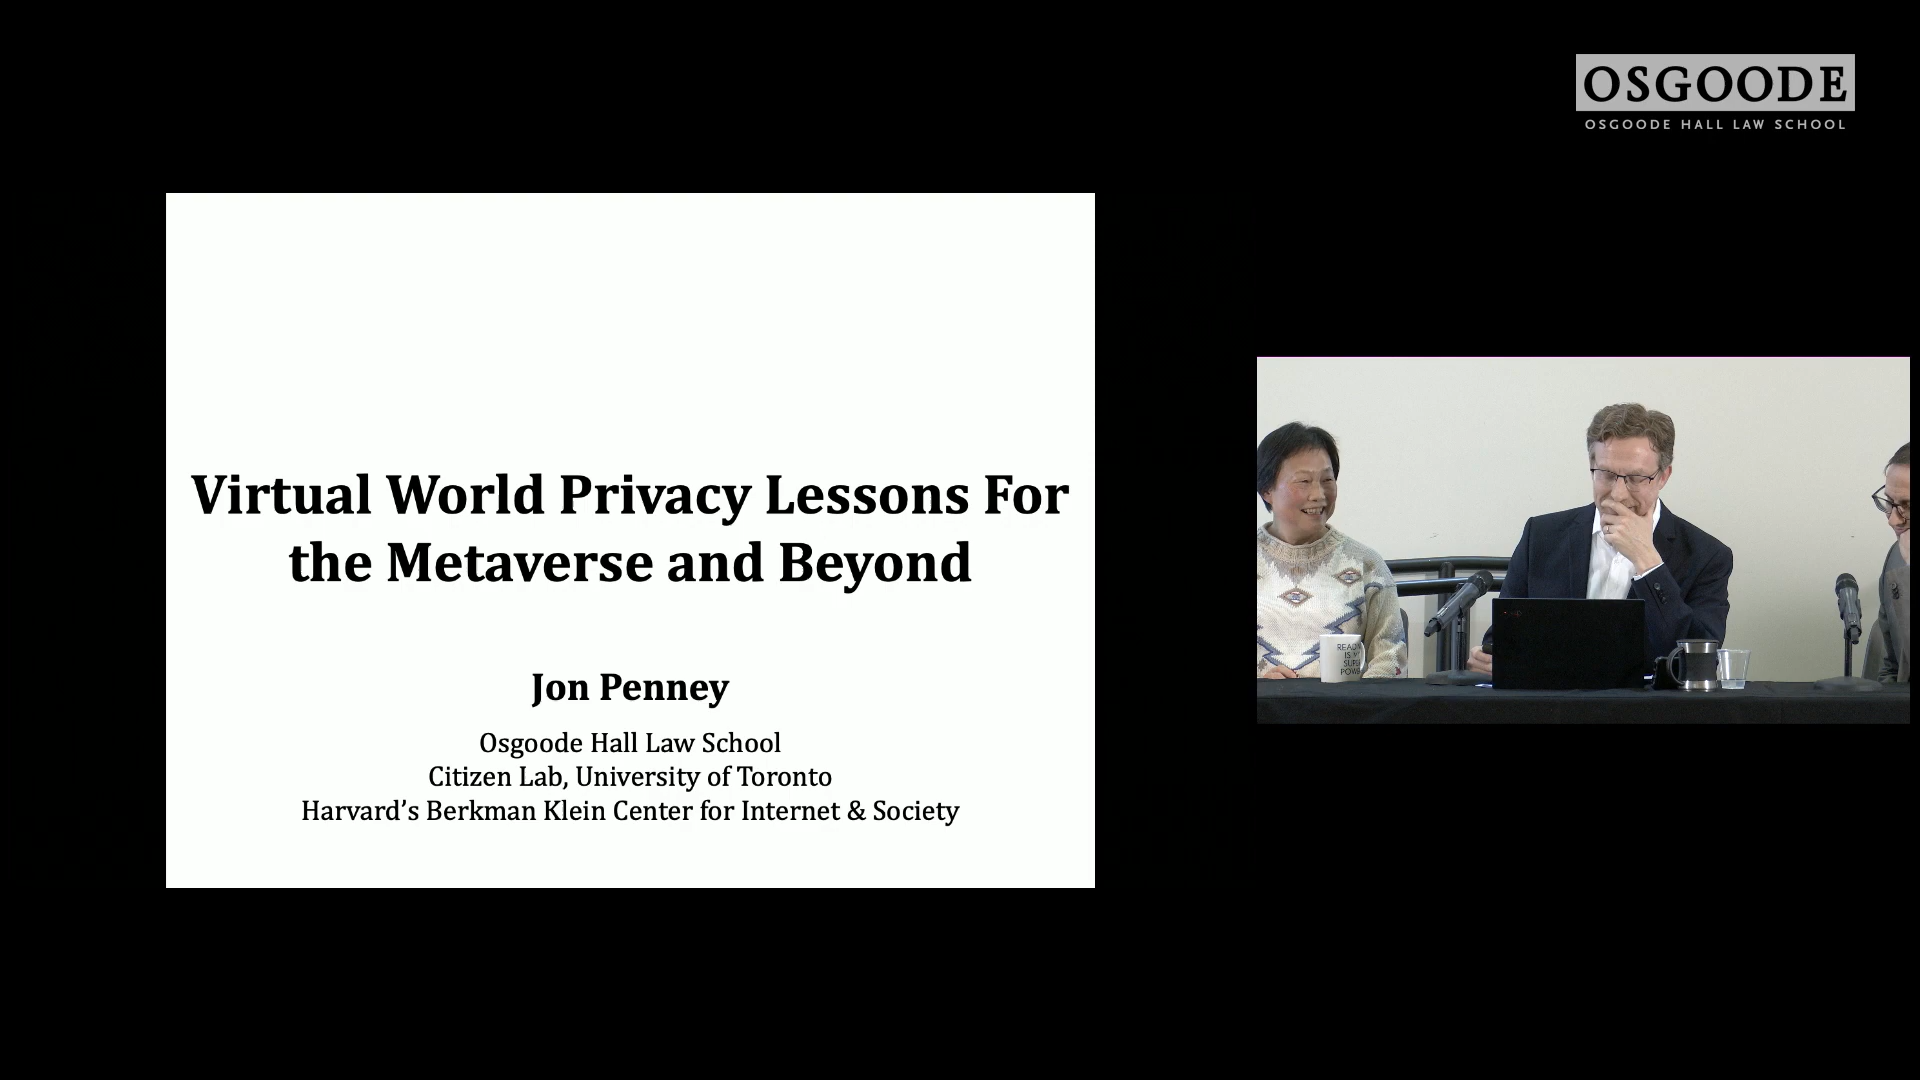 OSGOODE
OSGOODE HALL LAW SCHOOL
Virtual World Privacy Lessons For
the Metaverse and Beyond
Jon Penney
Osgoode Hall Law School
Citizen Lab, University of Toronto
Harvard’s Berkman Klein Center for Internet & Society
IS